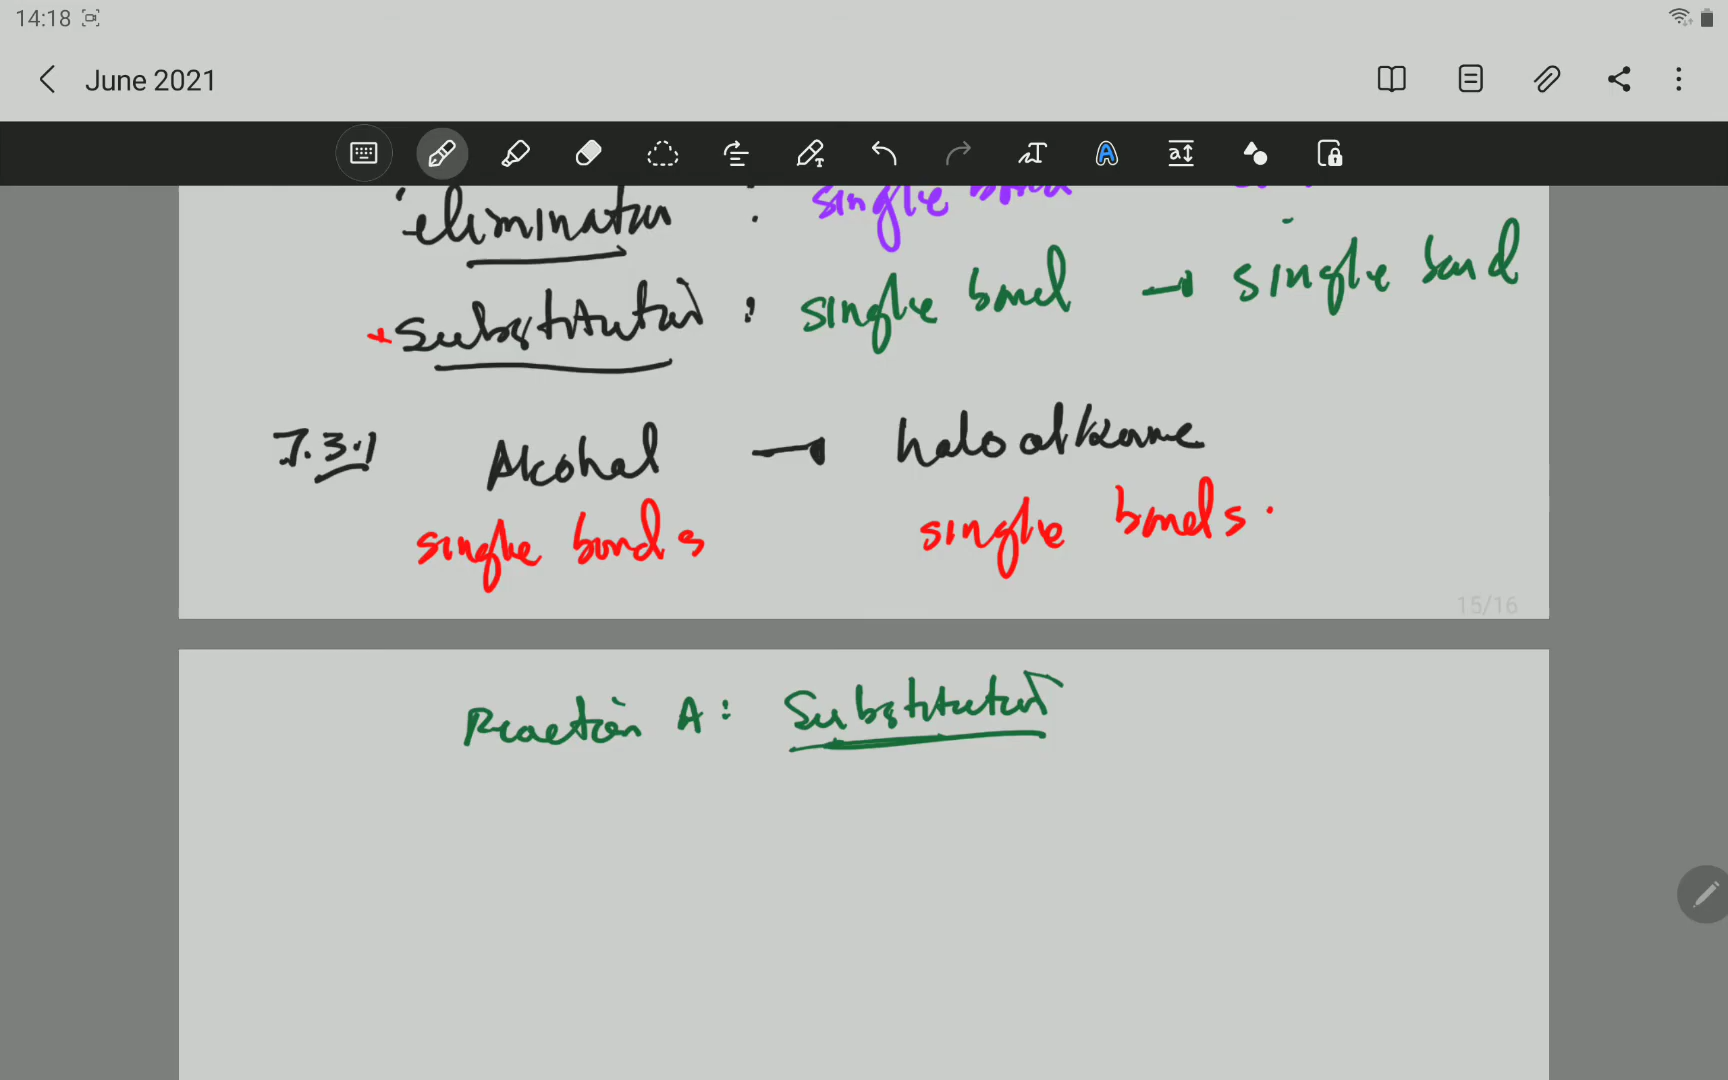 14:18
June 2021
elimination : single bond
substitution : single bond → single bond
7.3.1 Alcohol → haloalkane
single bonds single bonds.
15/16
Reaction A: Substitution